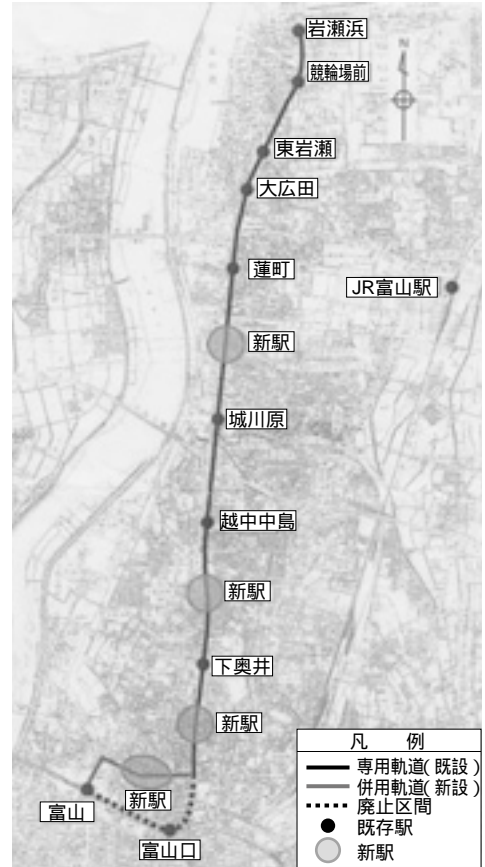 岩瀬浜
競輪場前
N
東岩瀬
大広田
蓮町
JR富山駅
新駅
城川原
越中中島
新駅
下奥井
新駅
新駅
富山
富山口
凡 例
専用軌道(既設)
併用軌道(新設)
廃止区間
既存駅
新駅